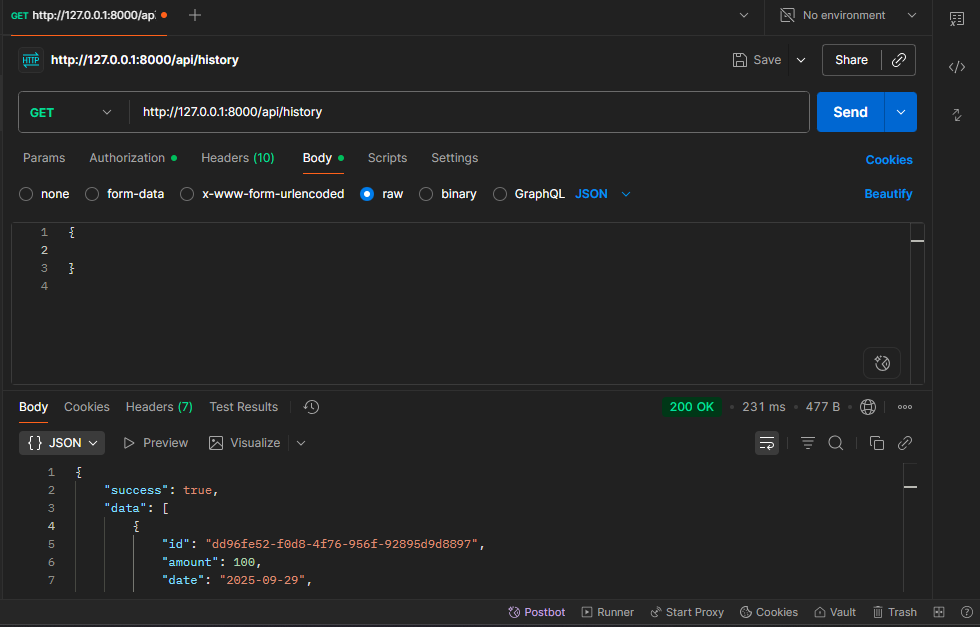 GET http://127.0.0.1:8000/ap
No environment
HTTP http://127.0.0.1:8000/api/history
Save
Share
GET http://127.0.0.1:8000/api/history
Send
Params Authorization Headers (10) Body Scripts Settings
Cookies
none form-data x-www-form-urlencoded raw binary GraphQL JSON
Beautify
1 {
2
3 }
4
Body Cookies Headers (7) Test Results
200 OK • 231 ms • 477 B
{} JSON Preview Visualize
1 {
2 "success": true,
3 "data": [
4 {
5 "id": "dd96fe52-f0d8-4f76-956f-92895d9d8897",
6 "amount": 100,
7 "date": "2025-09-29",
Postbot Runner Start Proxy Cookies Vault Trash